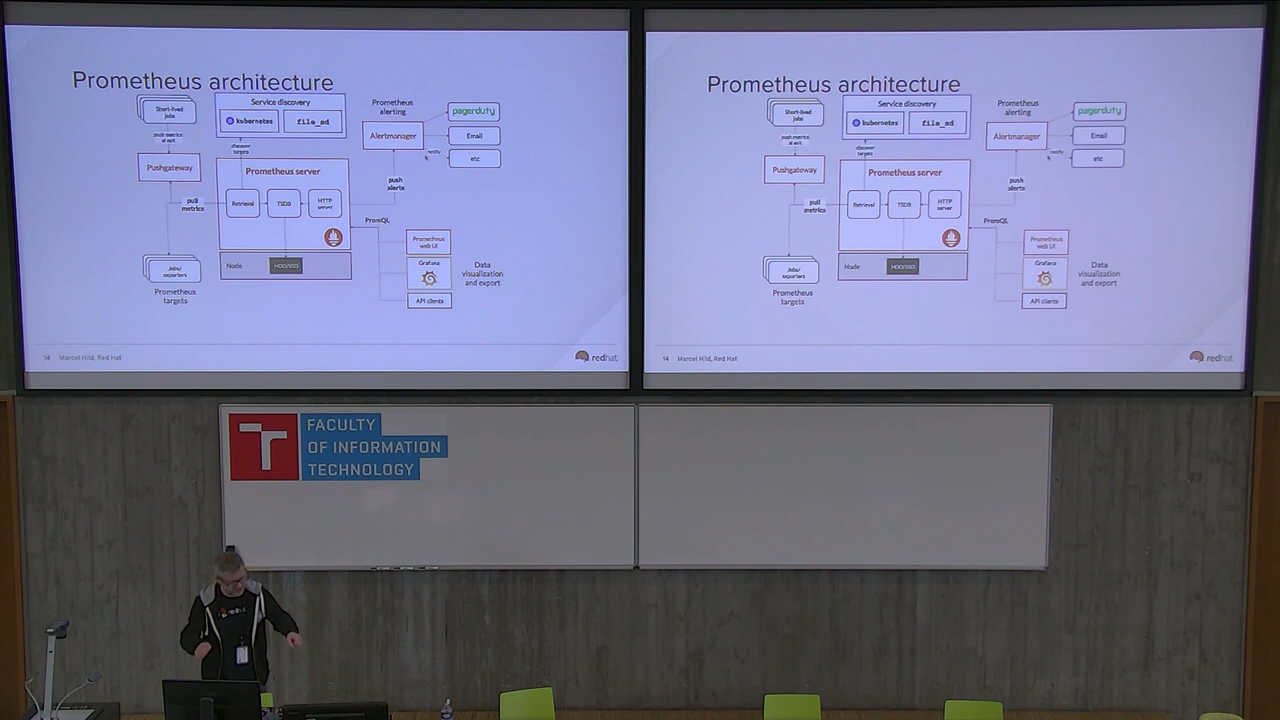 Prometheus architecture
Short-lived
jobs
push metrics
at exit
Pushgateway
pull
metrics
Jobs/
exporters
Prometheus
targets
Service discovery
kubernetes
file_sd
discover
targets
Prometheus server
Retrieval
TSDB
HTTP
server
Node
HDD/SSD
Prometheus
alerting
Alertmanager
notify
pagerduty
Email
etc
push
alerts
PromQL
Prometheus
web UI
Grafana
API clients
Data
visualization
and export
14 Marcel Hild, Red Hat
redhat
Prometheus architecture
Short-lived
jobs
push metrics
at exit
Pushgateway
pull
metrics
Jobs/
exporters
Prometheus
targets
Service discovery
kubernetes
file_sd
discover
targets
Prometheus server
Retrieval
TSDB
HTTP
server
Node
HDD/SSD
Prometheus
alerting
Alertmanager
notify
pagerduty
Email
etc
push
alerts
PromQL
Prometheus
web UI
Grafana
API clients
Data
visualization
and export
14 Marcel Hild, Red Hat
redhat
T
FACULTY
OF INFORMATION
TECHNOLOGY